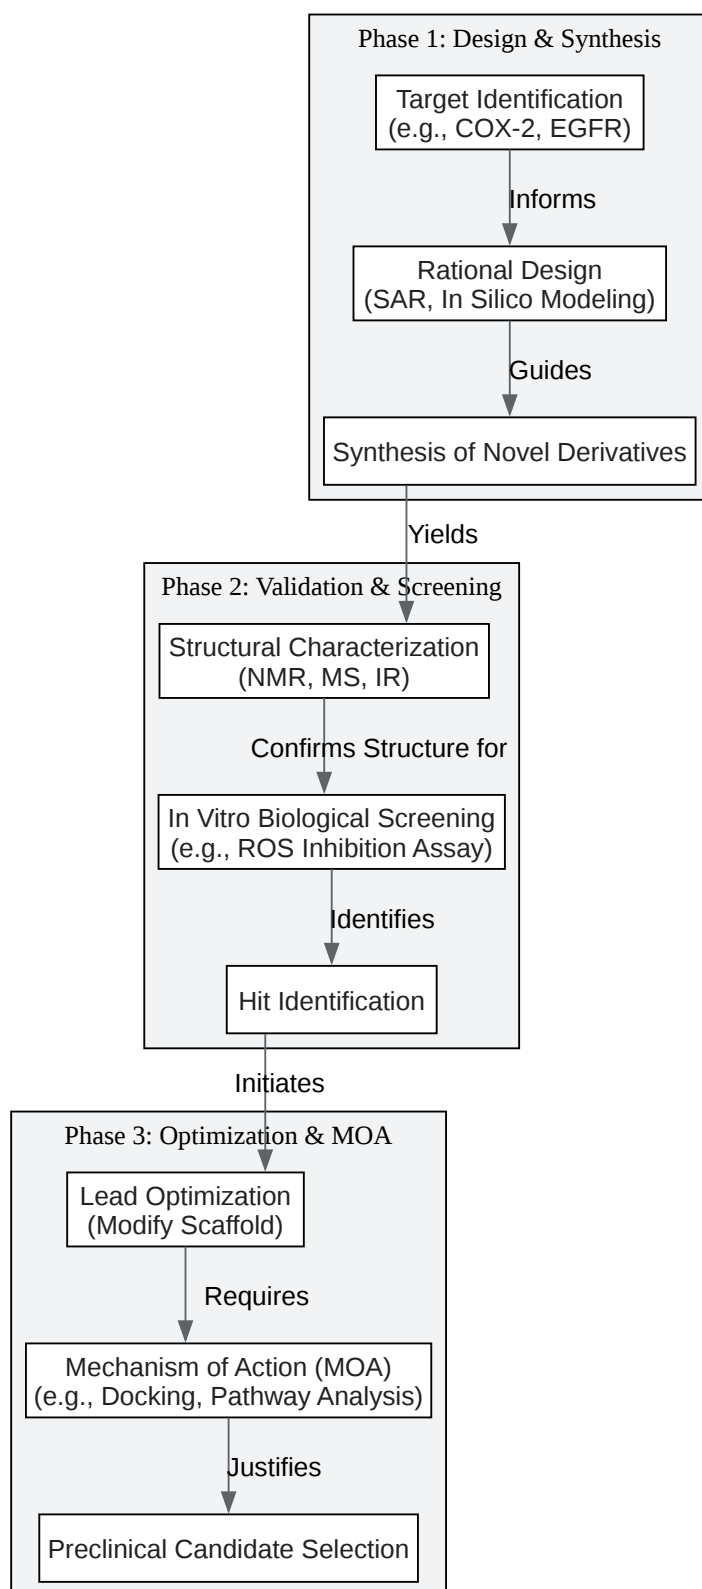 Phase 1: Design & Synthesis
Target Identification
(e.g., COX-2, EGFR)
Informs
Rational Design
(SAR, In Silico Modeling)
Guides
Synthesis of Novel Derivatives
Yields
Phase 2: Validation & Screening
Structural Characterization
(NMR, MS, IR)
Confirms Structure for
In Vitro Biological Screening
(e.g., ROS Inhibition Assay)
Identifies
Hit Identification
Initiates
Phase 3: Optimization & MOA
Lead Optimization
(Modify Scaffold)
Requires
Mechanism of Action (MOA)
(e.g., Docking, Pathway Analysis)
Justifies
Preclinical Candidate Selection